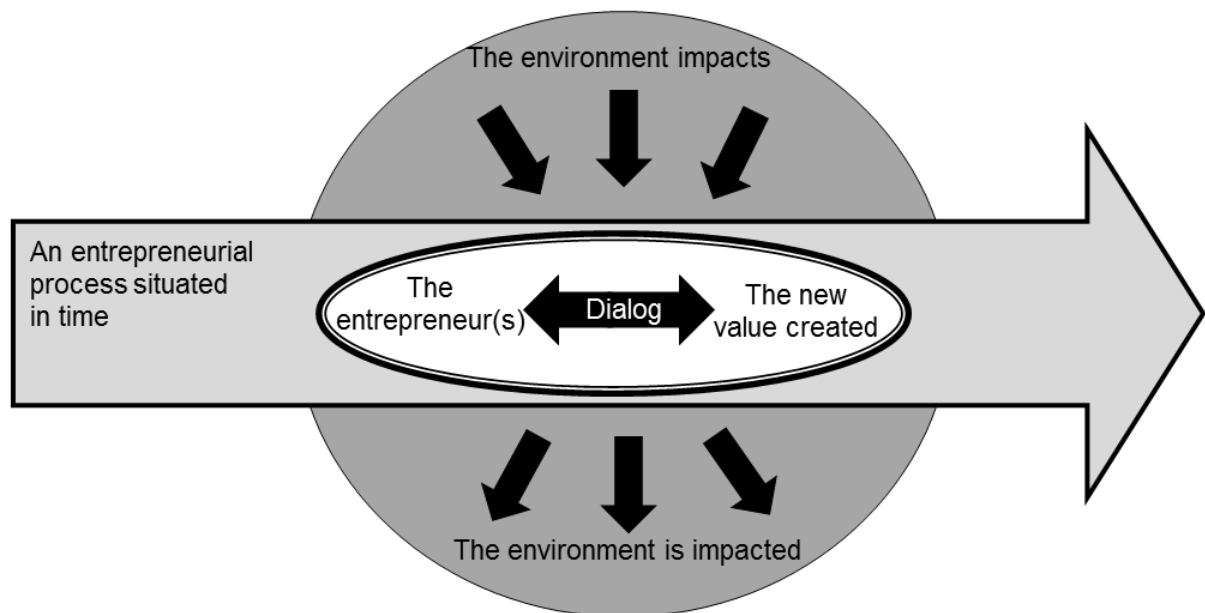 The environment impacts
An entrepreneurial
process situated
in time
The
entrepreneur(s)
Dialog
The new
value created
The environment is impacted